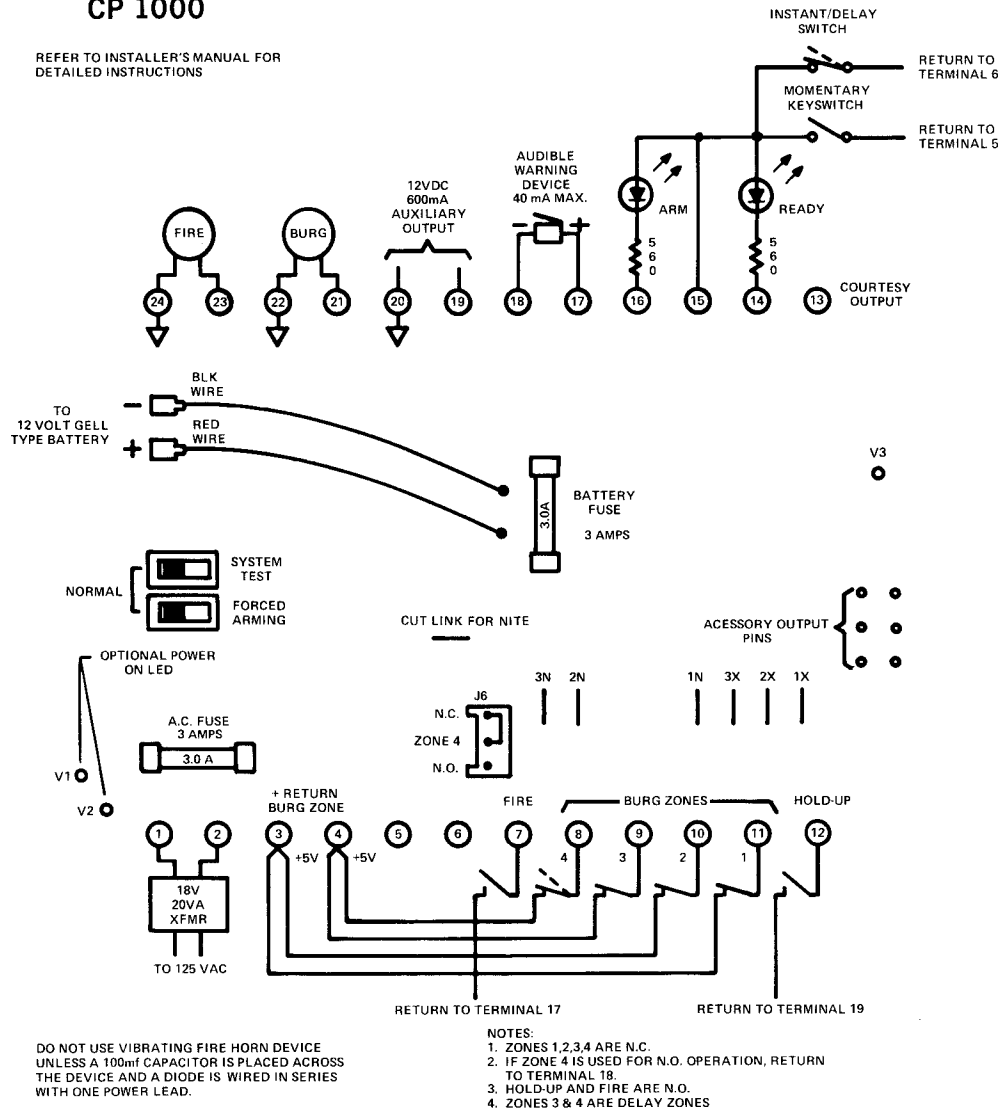 CP 1000
REFER TO INSTALLER'S MANUAL FOR
DETAILED INSTRUCTIONS
INSTANT/DELAY
SWITCH
RETURN TO
TERMINAL 6
MOMENTARY
KEYSWITCH
RETURN TO
TERMINAL 5
AUDIBLE
WARNING
DEVICE
40 mA MAX.
12VDC
600mA
AUXILIARY
OUTPUT
ARM
READY
FIRE
BURG
- +
560
560
24 23 22 21 20 19 18 17 16 15 14 13
COURTESY
OUTPUT
BLK
WIRE
-
TO
12 VOLT GELL
TYPE BATTERY
RED
WIRE
+
V3
3.0A
BATTERY
FUSE
3 AMPS
SYSTEM
TEST
NORMAL
FORCED
ARMING
CUT LINK FOR NITE
ACESSORY OUTPUT
PINS
OPTIONAL POWER
ON LED
3N 2N 1N 3X 2X 1X
J6
N.C.
ZONE 4
N.O.
A.C. FUSE
3 AMPS
3.0 A
V1
V2
+ RETURN
BURG ZONE
FIRE
BURG ZONES
HOLD-UP
1 2 3 4 5 6 7 8 9 10 11 12
+5V +5V 4 3 2 1
18V
20VA
XFMR
TO 125 VAC
RETURN TO TERMINAL 17
RETURN TO TERMINAL 19
DO NOT USE VIBRATING FIRE HORN DEVICE
UNLESS A 100mf CAPACITOR IS PLACED ACROSS
THE DEVICE AND A DIODE IS WIRED IN SERIES
WITH ONE POWER LEAD.
NOTES:
1. ZONES 1,2,3,4 ARE N.C.
2. IF ZONE 4 IS USED FOR N.O. OPERATION, RETURN
TO TERMINAL 18.
3. HOLD-UP AND FIRE ARE N.O.
4. ZONES 3 & 4 ARE DELAY ZONES